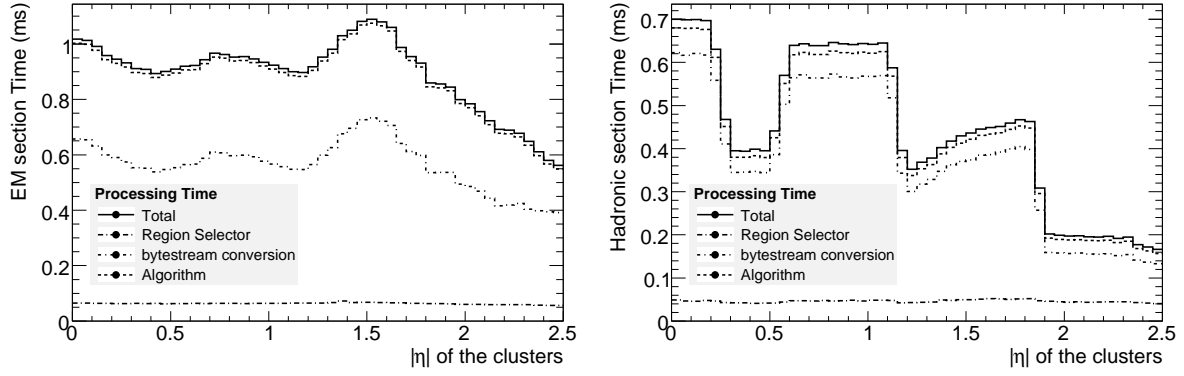 EM section Time (ms)
1
0.8
0.6
0.4
0.2
0
Processing Time
Total
Region Selector
bytestream conversion
Algorithm
0 0.5 1 1.5 2 2.5
|η| of the clusters
Hadronic section Time (ms)
0.7
0.6
0.5
0.4
0.3
0.2
0.1
0
Processing Time
Total
Region Selector
bytestream conversion
Algorithm
0 0.5 1 1.5 2 2.5
|η| of the clusters